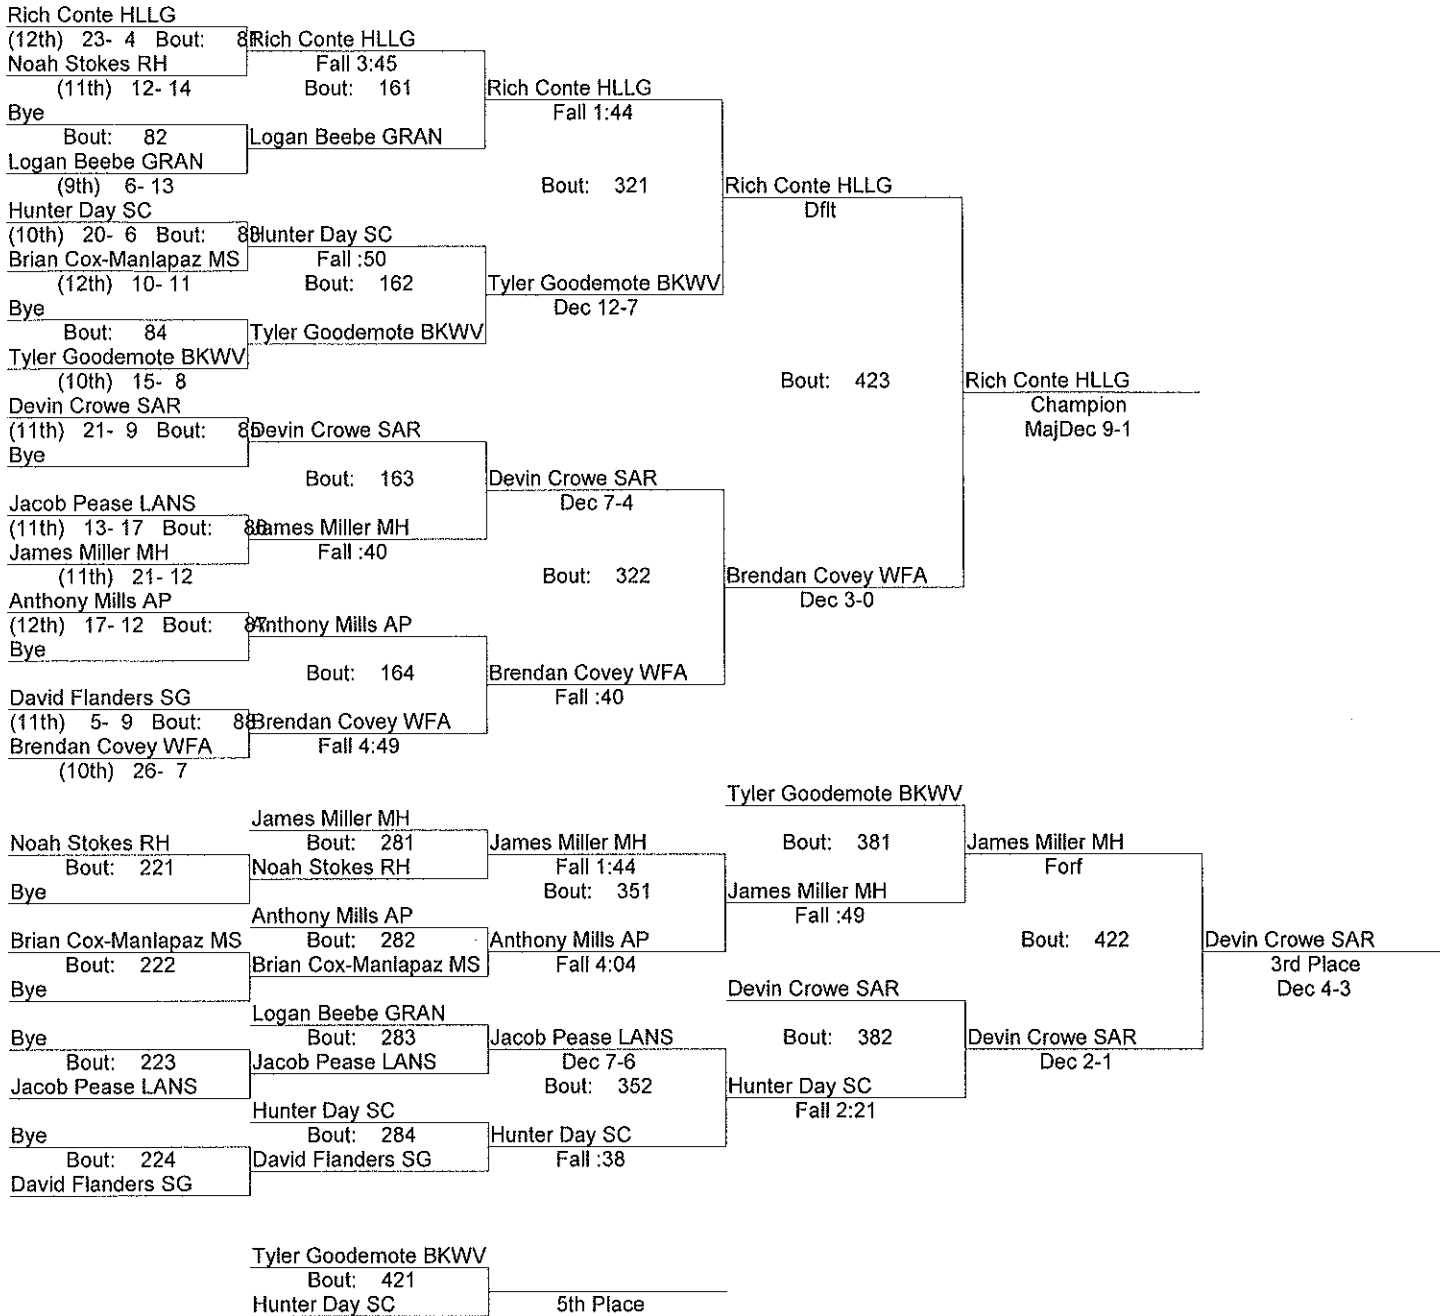 Rich Conte HLLG
(12th) 23- 4 Bout: 81
Noah Stokes RH
(11th) 12- 14
Bye
Bout: 82
Logan Beebe GRAN
(9th) 6- 13
Hunter Day SC
(10th) 20- 6 Bout: 83
Brian Cox-Manlapaz MS
(12th) 10- 11
Bye
Bout: 84
Tyler Goodemote BKWV
(10th) 15- 8
Devin Crowe SAR
(11th) 21- 9 Bout: 85
Bye
Jacob Pease LANS
(11th) 13- 17 Bout: 86
James Miller MH
(11th) 21- 12
Anthony Mills AP
(12th) 17- 12 Bout: 87
Bye
David Flanders SG
(11th) 5- 9 Bout: 88
Brendan Covey WFA
(10th) 26- 7
Rich Conte HLLG
Fall 3:45
Bout: 161
Logan Beebe GRAN
Hunter Day SC
Fall :50
Bout: 162
Tyler Goodemote BKWV
Devin Crowe SAR
Bout: 163
James Miller MH
Fall :40
Anthony Mills AP
Bout: 164
Brendan Covey WFA
Fall 4:49
Rich Conte HLLG
Fall 1:44
Bout: 321
Tyler Goodemote BKWV
Dec 12-7
Devin Crowe SAR
Dec 7-4
Bout: 322
Brendan Covey WFA
Fall :40
Rich Conte HLLG
Dflt
Bout: 423
Brendan Covey WFA
Dec 3-0
Rich Conte HLLG
Champion
MajDec 9-1
Noah Stokes RH
Bout: 221
Bye
Brian Cox-Manlapaz MS
Bout: 222
Bye
Bye
Bout: 223
Jacob Pease LANS
Bye
Bout: 224
David Flanders SG
James Miller MH
Bout: 281
Noah Stokes RH
Anthony Mills AP
Bout: 282
Brian Cox-Manlapaz MS
Logan Beebe GRAN
Bout: 283
Jacob Pease LANS
Hunter Day SC
Bout: 284
David Flanders SG
James Miller MH
Fall 1:44
Bout: 351
Anthony Mills AP
Fall 4:04
Jacob Pease LANS
Dec 7-6
Bout: 352
Hunter Day SC
Fall :38
Tyler Goodemote BKWV
Bout: 381
James Miller MH
Fall :49
Devin Crowe SAR
Bout: 382
Hunter Day SC
Fall 2:21
James Miller MH
Forf
Bout: 422
Devin Crowe SAR
Dec 2-1
Devin Crowe SAR
3rd Place
Dec 4-3
Tyler Goodemote BKWV
Bout: 421
Hunter Day SC
5th Place